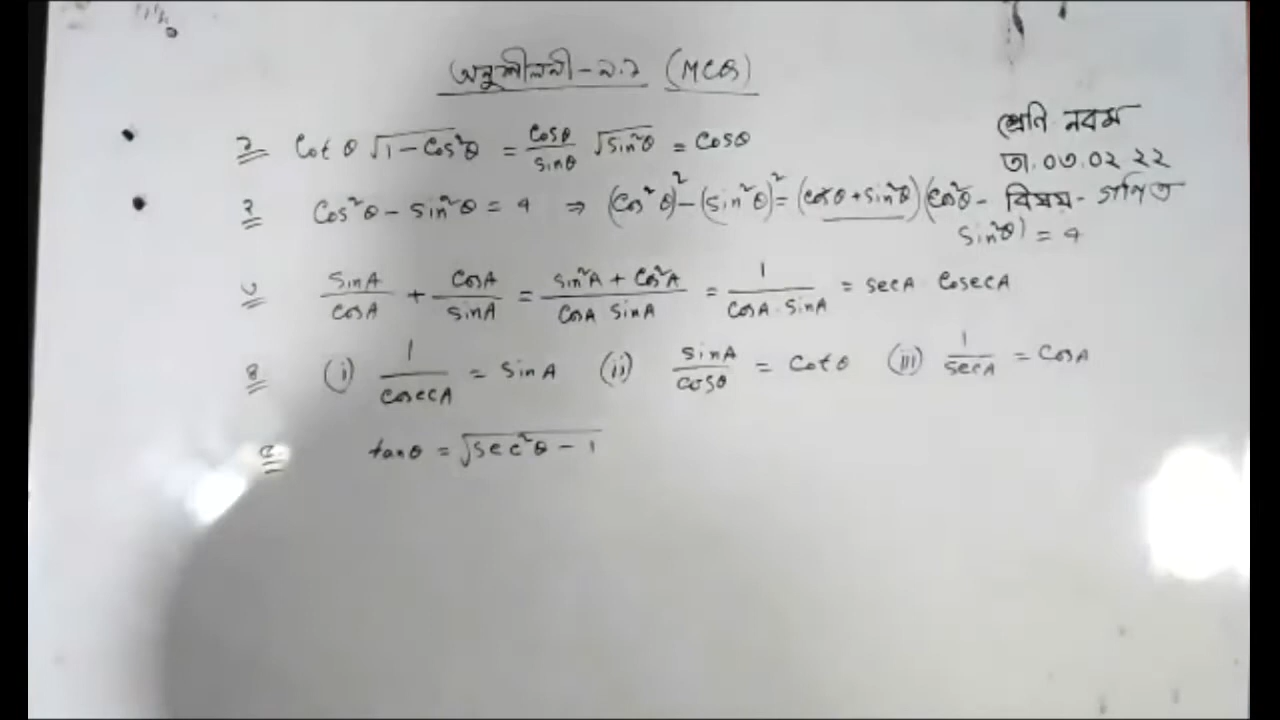 অনুশীলনী - ৯.১ (MCQ)
শ্রেণি নবম
তা.০৩.০২ ২২
বিষয় - গণিত
১ Cot θ √(1 - Cos²θ) = Cosθ/sinθ √(sin²θ) = Cosθ
২ Cos²θ - sin²θ = 4 ⇒ (Cos²θ)² - (sin²θ)² = (cosθ + sin²θ)(Cos²θ -
sin²θ) = 4
৩ sinA/cosA + cosA/sinA = (sin²A + Cos²A)/(cosA sinA) = 1/(cosA . sinA) = secA . CosecA
৪ (i) 1/cosecA = sinA (ii) sinA/cosθ = Cotθ (iii) 1/secA = CosA
৫ tanθ = √(sec²θ - 1)